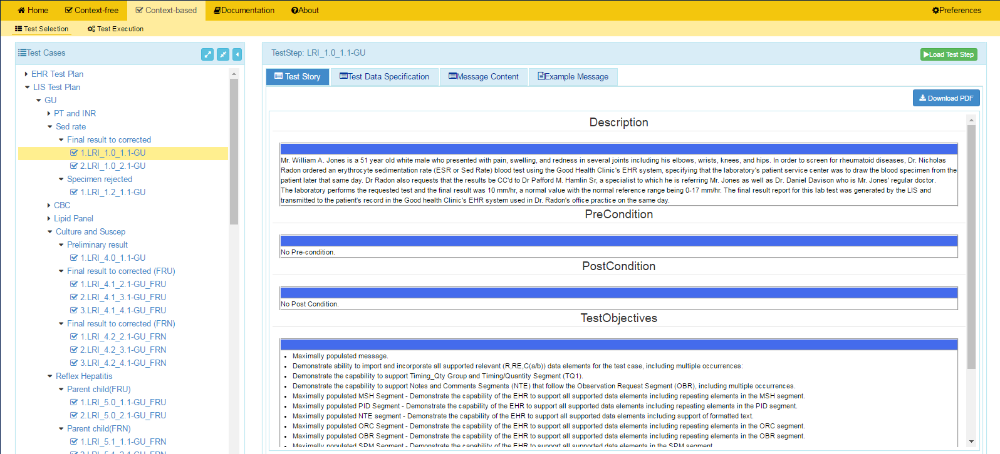 Home Context-free Context-based Documentation About Preferences
Test Selection Test Execution
Test Cases
EHR Test Plan
LIS Test Plan
GU
PT and INR
Sed rate
Final result to corrected
1.LRI_1.0_1.1-GU
2.LRI_1.0_2.1-GU
Specimen rejected
1.LRI_1.2_1.1-GU
CBC
Lipid Panel
Culture and Suscep
Preliminary result
1.LRI_4.0_1.1-GU
Final result to corrected (FRU)
1.LRI_4.1_2.1-GU_FRU
2.LRI_4.1_3.1-GU_FRU
3.LRI_4.1_4.1-GU_FRU
Final result to corrected (FRN)
1.LRI_4.2_2.1-GU_FRN
2.LRI_4.2_3.1-GU_FRN
3.LRI_4.2_4.1-GU_FRN
Reflex Hepatitis
Parent child(FRU)
1.LRI_5.0_1.1-GU_FRU
2.LRI_5.0_2.1-GU_FRU
Parent child(FRN)
1.LRI_5.1_1.1-GU_FRN
2.LRI_5.1_2.1-GU_FRN
TestStep: LRI_1.0_1.1-GU
Load Test Step
Test Story Test Data Specification Message Content Example Message
Download PDF
Description
Mr. William A. Jones is a 51 year old white male who presented with pain, swelling, and redness in several joints including his elbows, wrists, knees, and hips. In order to screen for rheumatoid diseases, Dr. Nicholas
Radon ordered an erythrocyte sedimentation rate (ESR or Sed Rate) blood test using the Good Health Clinic's EHR system, specifying that the laboratory's patient service center was to draw the blood specimen from the
patient later that same day. Dr Radon also requests that the results be CC'd to Dr Pafford M. Hamlin Sr, a specialist to which he is referring Mr. Jones as well as Dr. Daniel Davison who is Mr. Jones' regular doctor.
The laboratory performs the requested test and the final result was 10 mm/hr, a normal value with the normal reference range being 0-17 mm/hr. The final result report for this lab test was generated by the LIS and
transmitted to the patient's record in the Good health Clinic's EHR system used in Dr. Radon's office practice on the same day.
PreCondition
No Pre-condition.
PostCondition
No Post Condition.
TestObjectives
• Maximally populated message.
• Demonstrate ability to import and incorporate all supported relevant (R,RE,C(a/b)) data elements for the test case, including multiple occurrences:
• Demonstrate the capability to support Timing_Qty Group and Timing/Quantity Segment (TQ1).
• Demonstrate the capability to support Notes and Comments Segments (NTE) that follow the Observation Request Segment (OBR), including multiple occurrences.
• Maximally populated MSH Segment - Demonstrate the capability of the EHR to support all supported data elements including repeating elements in the MSH segment.
• Maximally populated PID Segment - Demonstrate the capability of the EHR to support all supported data elements including repeating elements in the PID segment.
• Maximally populated NTE segment - Demonstrate the capability of the EHR to support all supported data elements including support of formatted text.
• Maximally populated ORC Segment - Demonstrate the capability of the EHR to support all supported data elements including repeating elements in the ORC segment.
• Maximally populated OBR Segment - Demonstrate the capability of the EHR to support all supported data elements including repeating elements in the OBR segment.
• Maximally populated SPM Segment - Demonstrate the capability of the EHR to support all supported data elements in the SPM segment